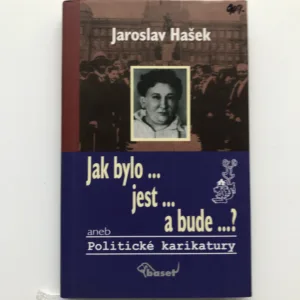 Jaroslav Hašek
Jak bylo ...
jest ...
a bude ...?
aneb
Politické karikatury
baset